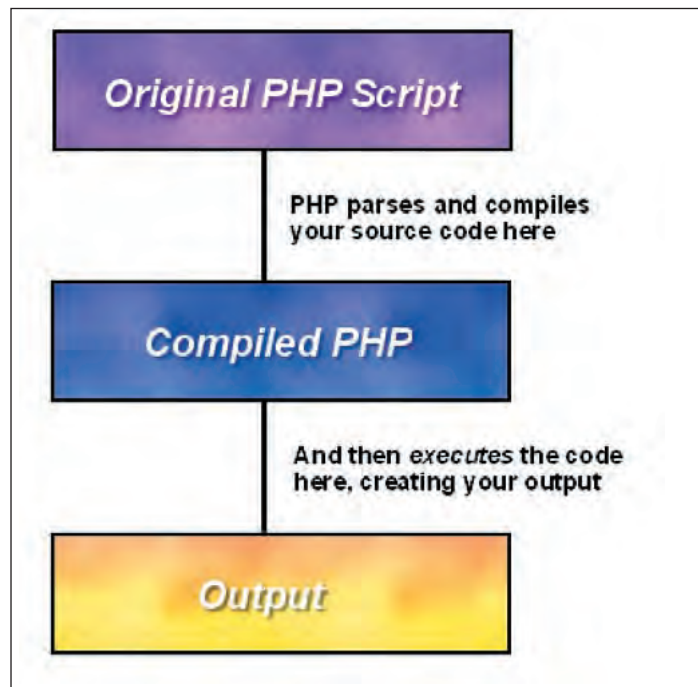 Original PHP Script
PHP parses and compiles
your source code here
Compiled PHP
And then executes the code
here, creating your output
Output